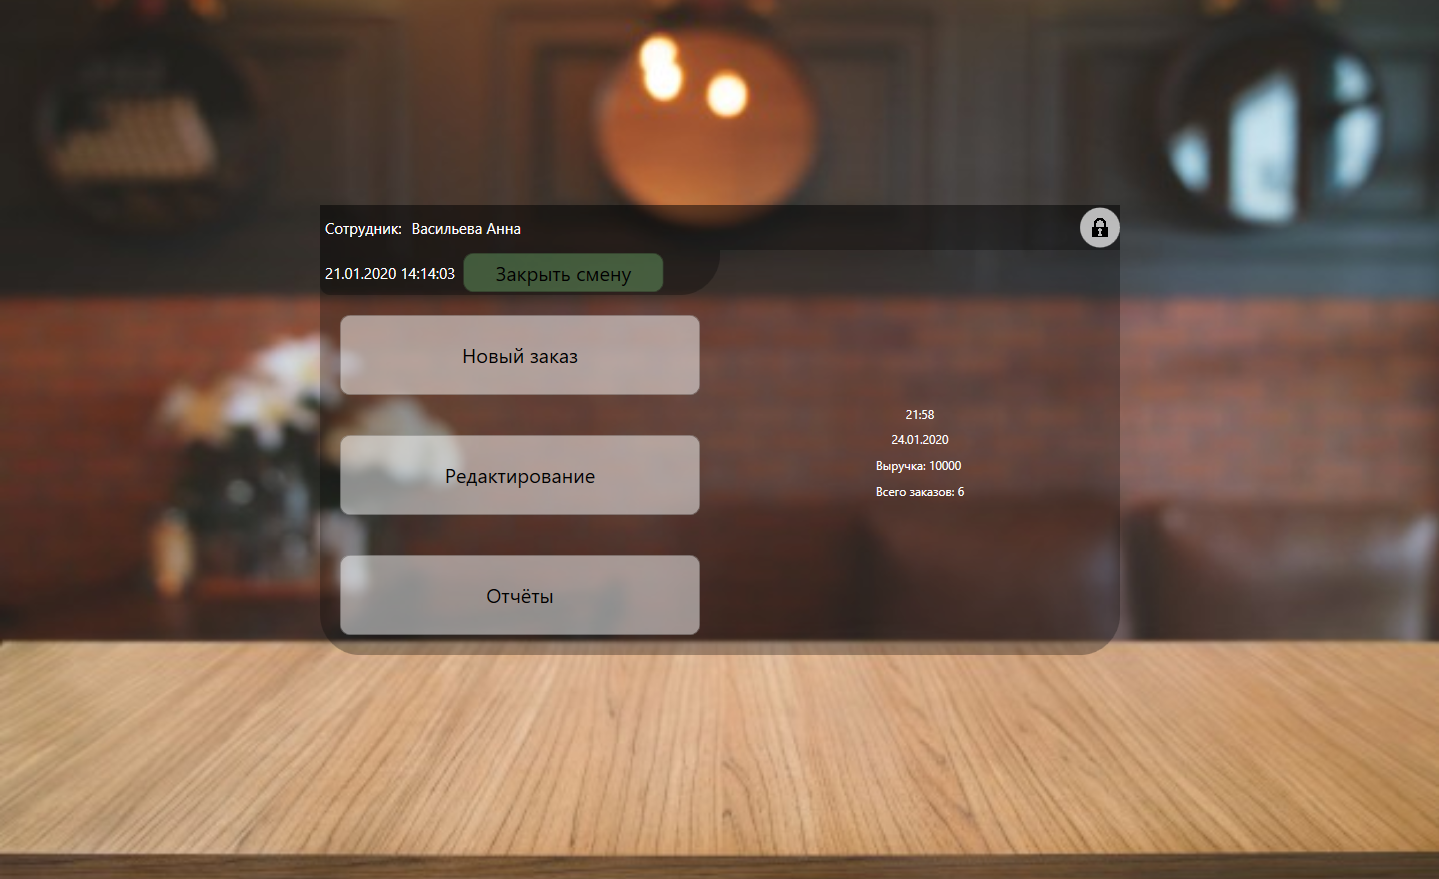 Сотрудник: Васильева Анна
21.01.2020 14:14:03 Закрыть смену
Новый заказ
Редактирование
Отчёты
21:58
24.01.2020
Выручка: 10000
Всего заказов: 6